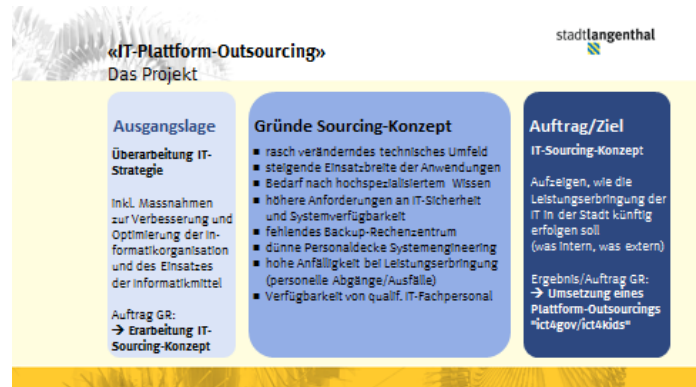 «IT-Plattform-Outsourcing»
Das Projekt
stadtlangenthal
Ausgangslage
Überarbeitung IT-
Strategie
Inkl. Massnahmen
zur Verbesserung und
Optimierung der In-
formatikorganisation
und des Einsatzes
der Informatikmittel
Auftrag GR:
→ Erarbeitung IT-
Sourcing-Konzept
Gründe Sourcing-Konzept
▪ rasch veränderndes technisches Umfeld
▪ steigende Einsatzbreite der Anwendungen
▪ Bedarf nach hochspezialisiertem Wissen
▪ höhere Anforderungen an IT-Sicherheit
und Systemverfügbarkeit
▪ fehlendes Backup-Rechenzentrum
▪ dünne Personaldecke Systemengineering
▪ hohe Anfälligkeit bei Leistungserbringung
(personelle Abgänge/Ausfälle)
▪ Verfügbarkeit von qualif. IT-Fachpersonal
Auftrag/Ziel
IT-Sourcing-Konzept
Aufzeigen, wie die
Leistungserbringung der
IT in der Stadt künftig
erfolgen soll
(was intern, was extern)
Ergebnis/Auftrag GR:
→ Umsetzung eines
Plattform-Outsourcings
"ict4gov/ict4kids"